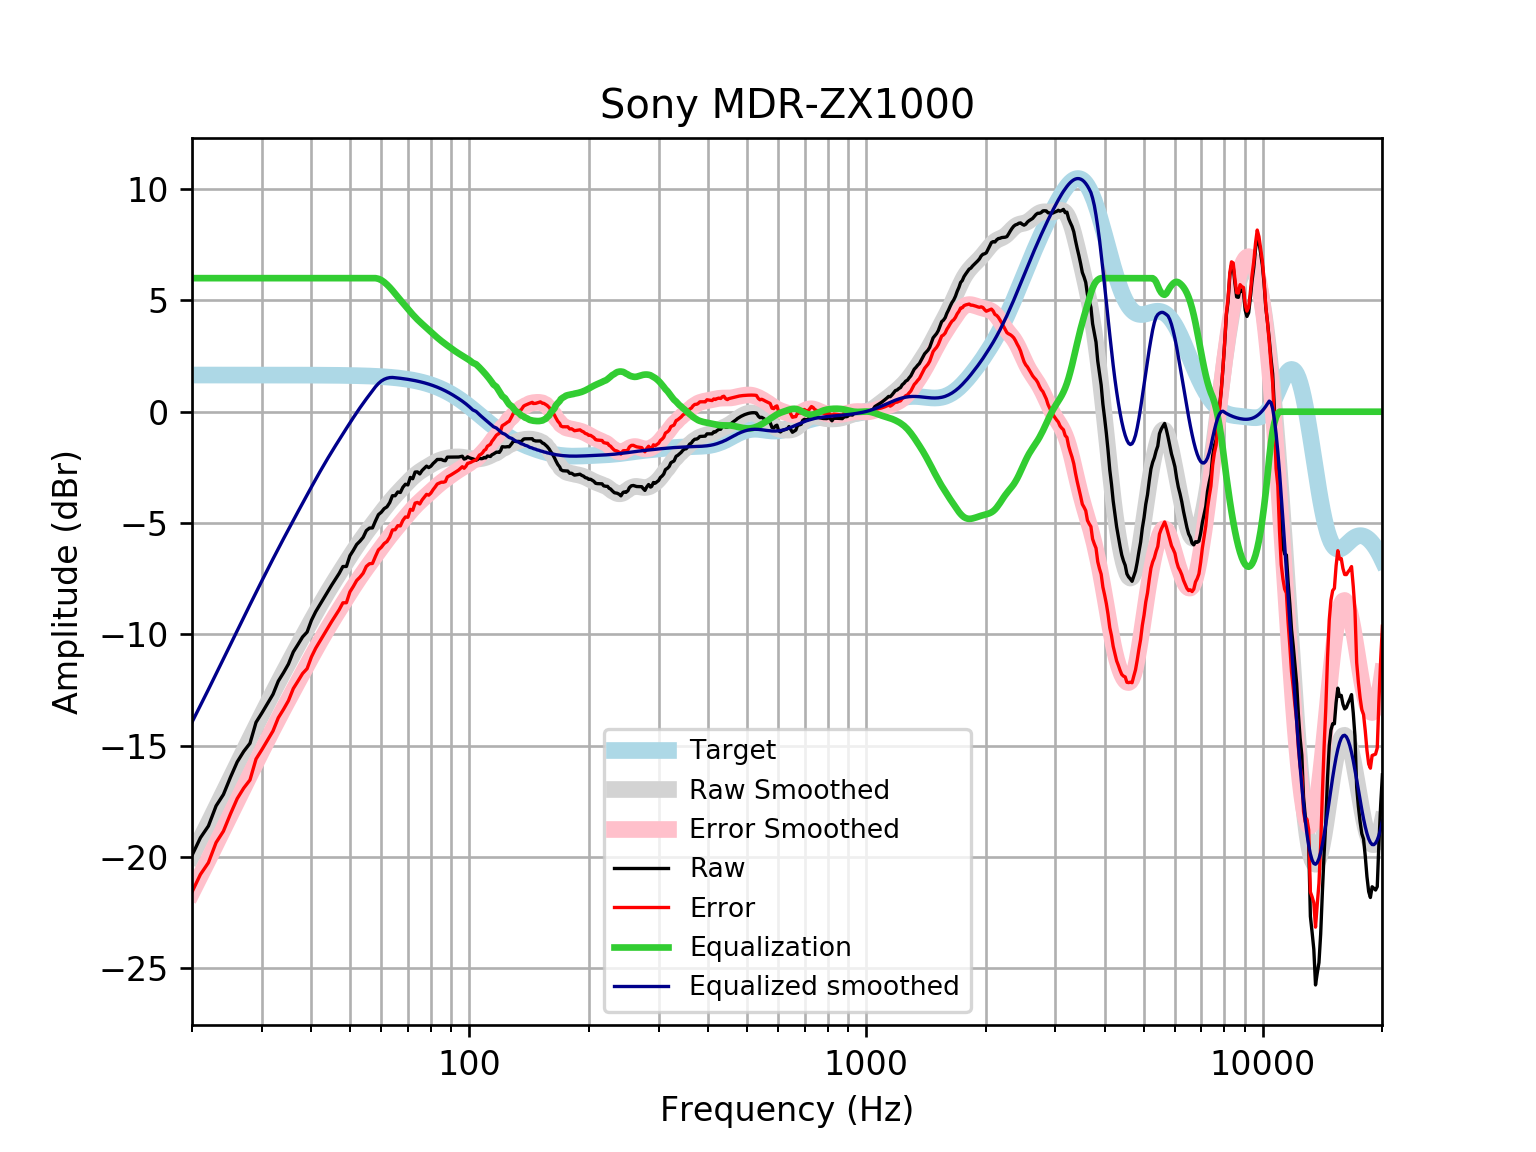 Sony MDR-ZX1000
Amplitude (dBr)
10
5
0
−5
−10
−15
−20
−25
Target
Raw Smoothed
Error Smoothed
Raw
Error
Equalization
Equalized smoothed
100 1000 10000
Frequency (Hz)